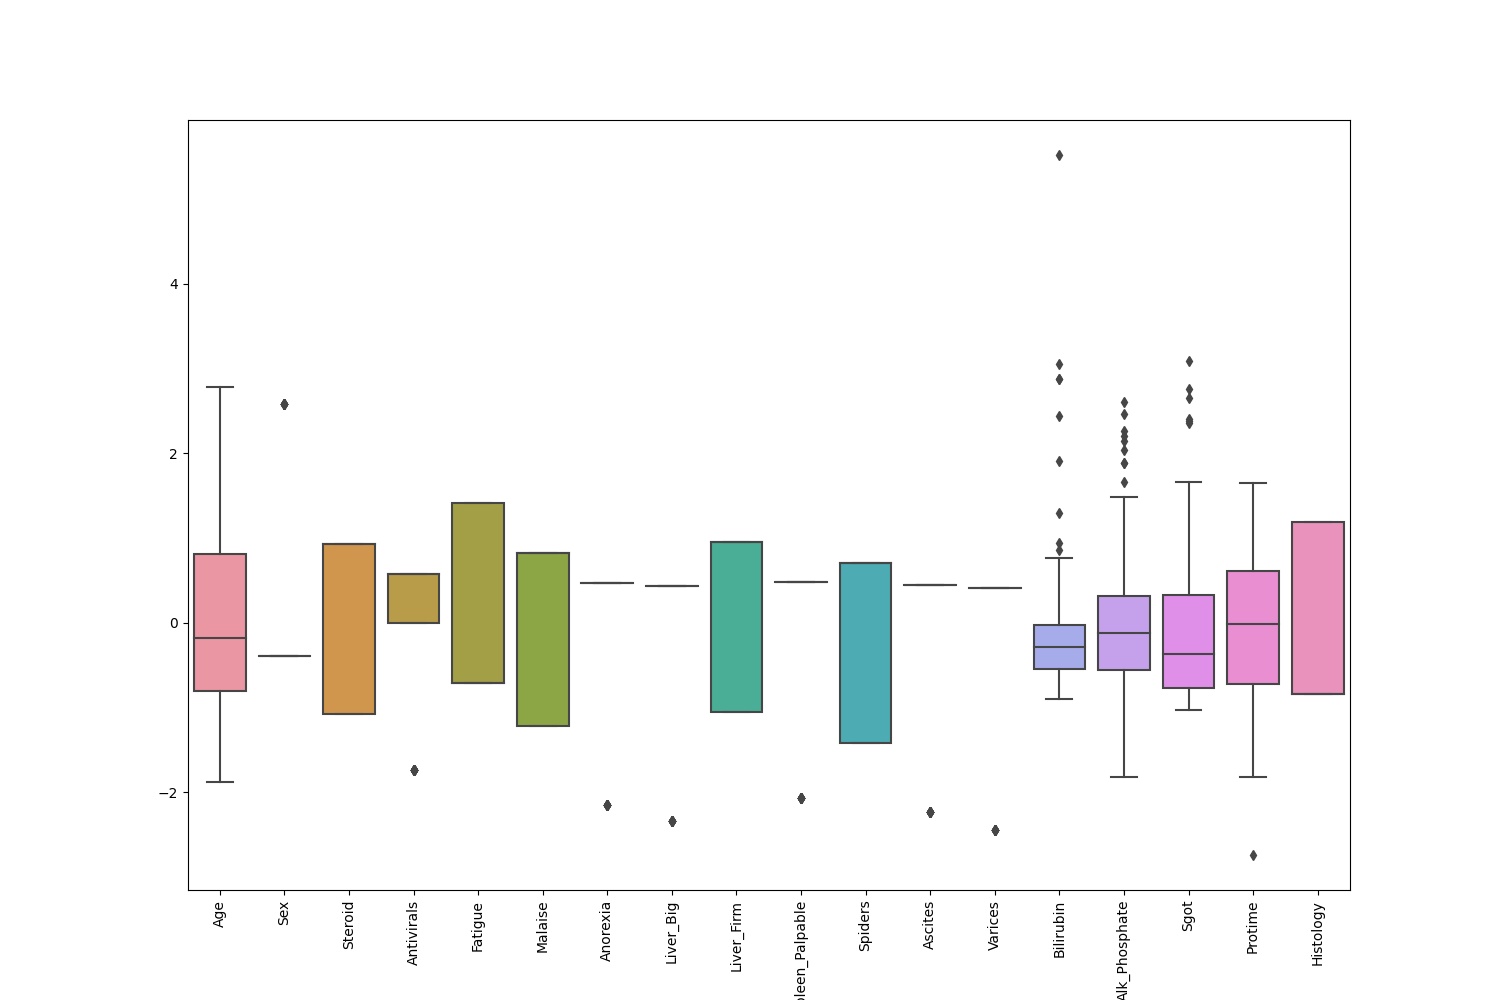 4
2
0
−2
Age
Sex
Steroid
Antivirals
Fatigue
Malaise
Anorexia
Liver_Big
Liver_Firm
pleen_Palpable
Spiders
Ascites
Varices
Bilirubin
Alk_Phosphate
Sgot
Protime
Histology